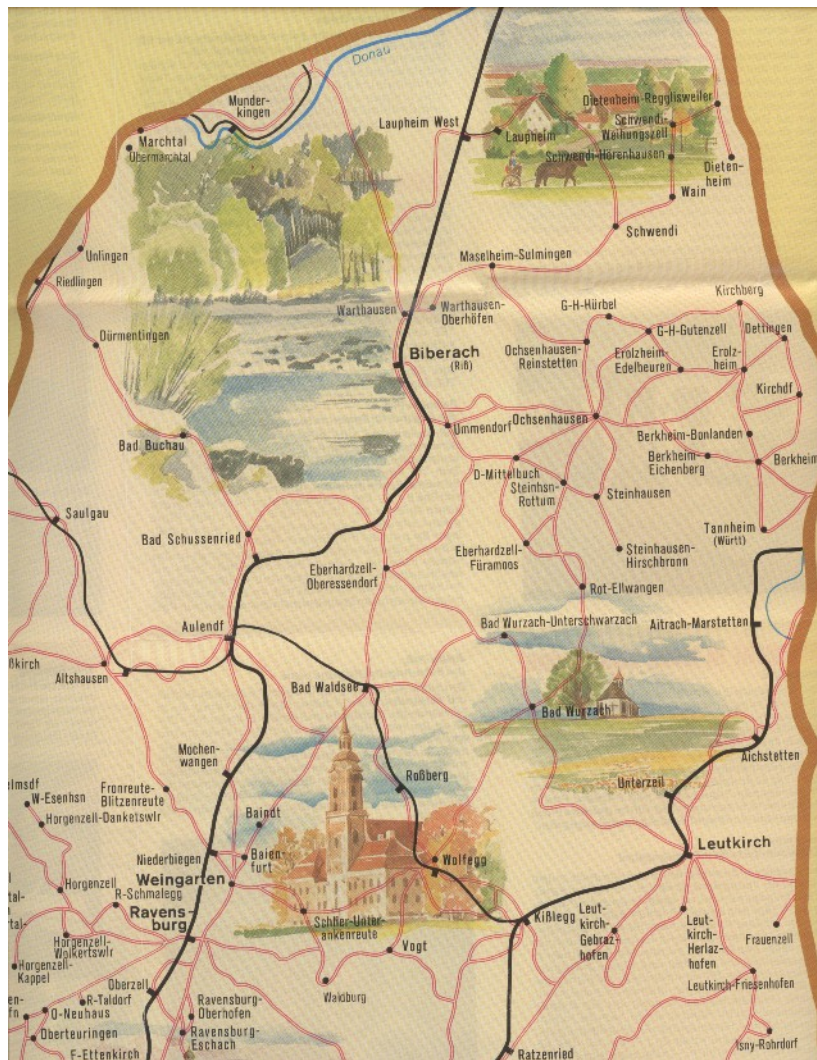 Donau
Munder-
kingen
Donau
Marchtal
Obermarchtal
Laupheim West
Laupheim
Dietenheim-Regglisweiler
Schwendi-
Weihungszell
Schwendi-Hörenhausen
Dieten-
heim
Wain
Schwendi
Unlingen
Riedlingen
Maselheim-Sulmingen
Warthausen
Warthausen-
Oberhöfen
Kirchberg
G-H-Hürbel
G-H-Gutenzell
Dettingen
Dürmentingen
Biberach
(Riß)
Ochsenhausen-
Reinstetten
Erolzheim-
Edelbeuren
Erolz-
heim
Kirchdf
Bad Buchau
Ummendorf
Ochsenhausen
Berkheim-Bonlanden
Berkheim-
Eichenberg
Berkheim
D-Mittelbuch
Steinhsn-
Rottum
Steinhausen
Saulgau
Bad Schussenried
Tannheim
(Württ)
Eberhardzell-
Oberessendorf
Eberhardzell-
Füramoos
Steinhausen-
Hirschbronn
Rot-Ellwangen
Aulendf
Bad Wurzach-Unterschwarzach
Aitrach-Marstetten
ßkirch
Altshausen
Bad Waldsee
Bad Wurzach
Mochen-
wangen
Aichstetten
Roßberg
Unterzeil
elmsdf
W-Esenhsn
Fronreute-
Blitzenreute
Horgenzell-Danketswlr
Baindt
Niederbiegen
Baien-
furt
Wolfegg
Leutkirch
Weingarten
Horgenzell
R-Schmalegg
Ravens-
burg
Schlier-Unter-
ankenreute
Kißlegg
Leut-
kirch-
Gebraz-
hofen
Leut-
kirch-
Herlaz-
hofen
Frauenzell
Horgenzell-
Wolkertswlr
Vogt
Horgenzell-
Kappel
Oberzell
Waldburg
Leutkirch-Friesenhofen
R-Taldorf
O-Neuhaus
Ravensburg-
Oberhofen
Oberteuringen
Ravensburg-
Eschach
F-Ettenkirch
Ratzenried
Isny-Rohrdorf